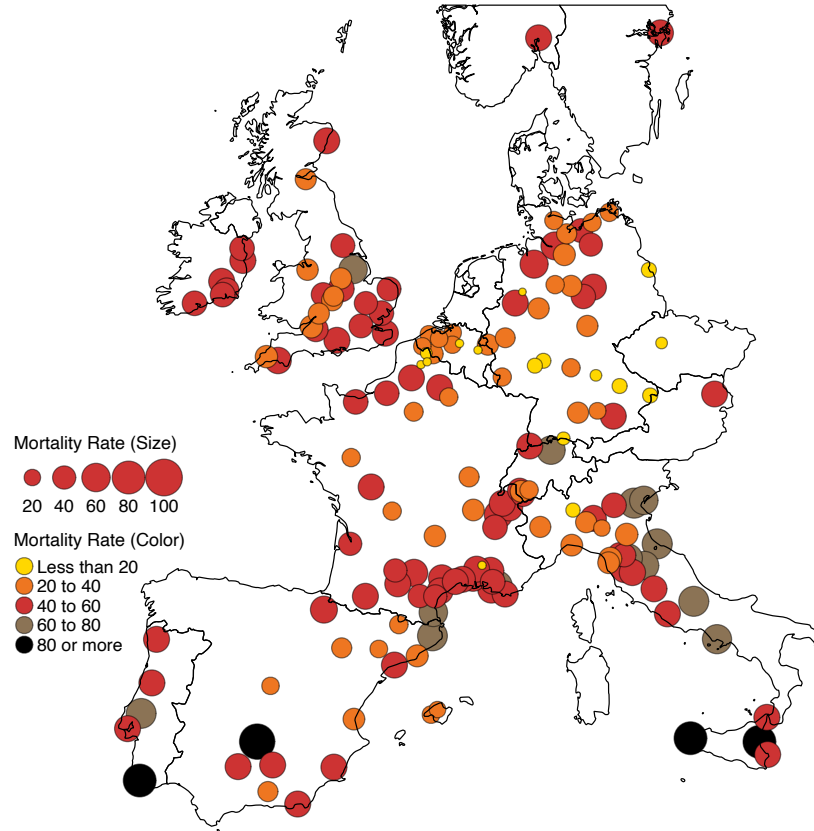 Mortality Rate (Size)
20 40 60 80 100
Mortality Rate (Color)
Less than 20
20 to 40
40 to 60
60 to 80
80 or more